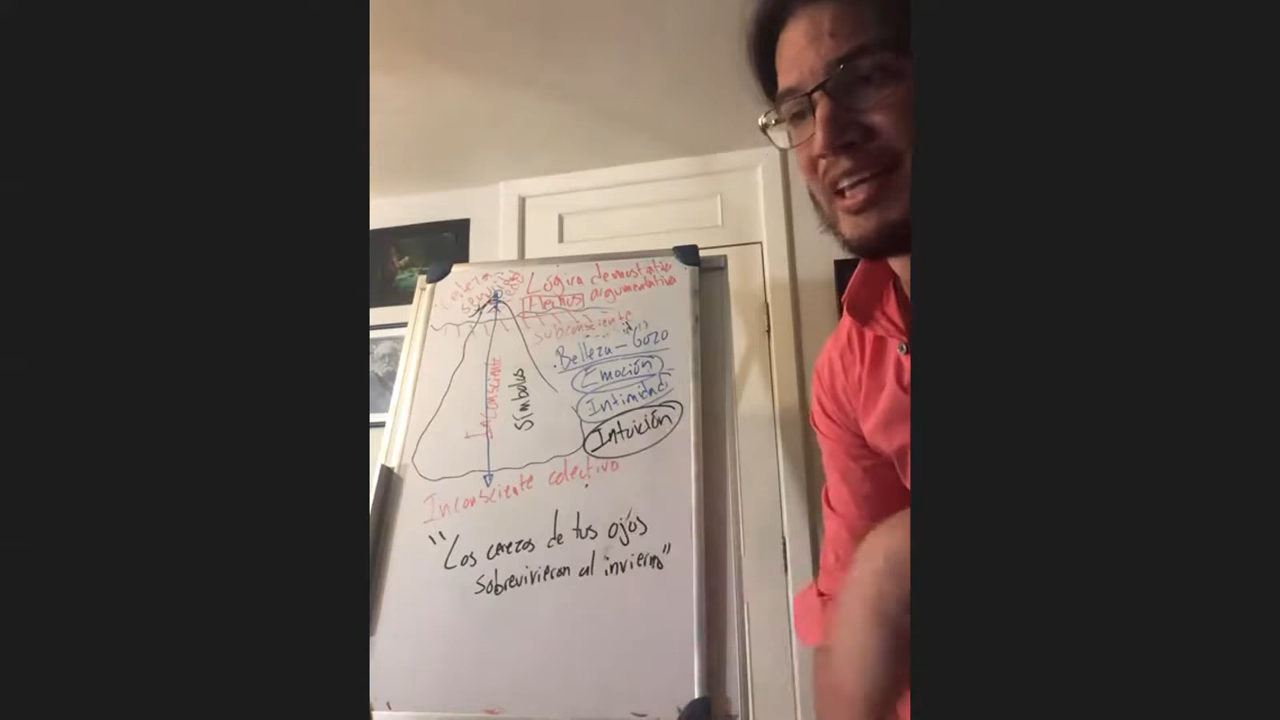 Lógica demostrativa
Hechos argumentativa
Subconsciente
Belleza – Gozo
Emoción
Intimidad
Intuición
Inconsciente
Símbolos
Inconsciente colectivo
"Los cerezos de tus ojos
sobrevivieron al invierno"